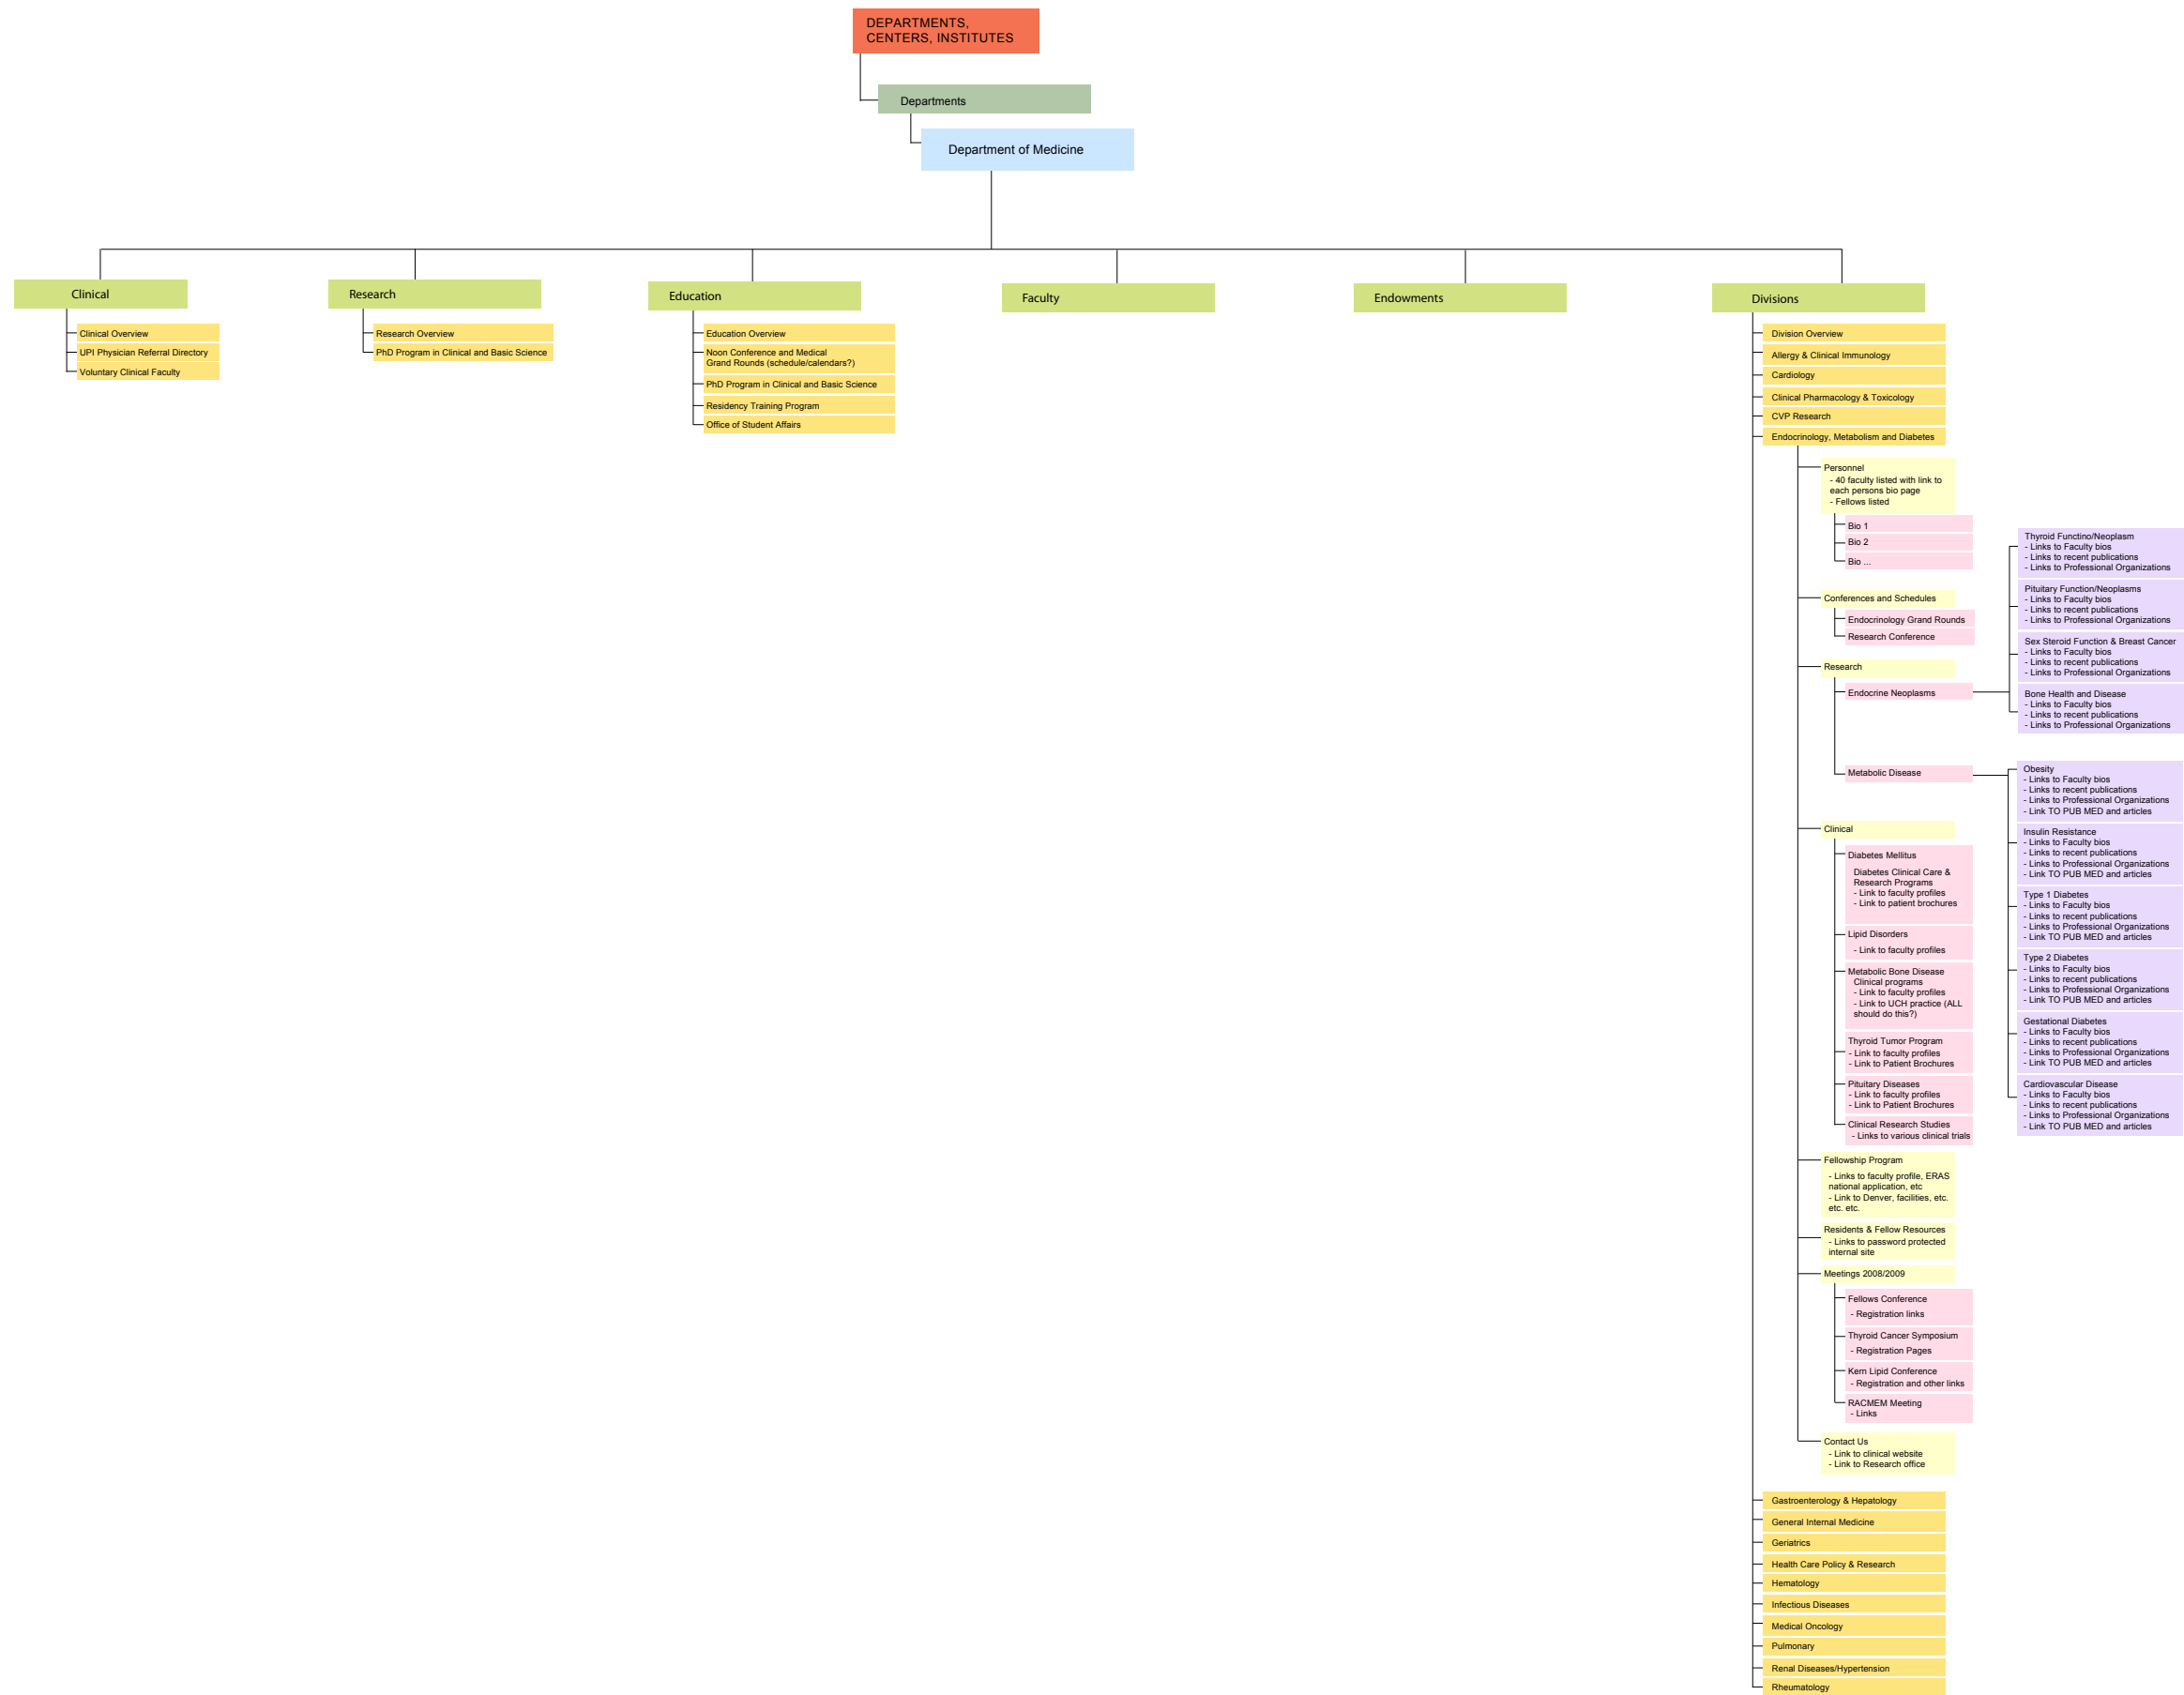 DEPARTMENTS,
CENTERS, INSTITUTES
Departments
Department of Medicine
Clinical
Clinical Overview
UPI Physician Referral Directory
Voluntary Clinical Faculty
Research
Research Overview
PhD Program in Clinical and Basic Science
Education
Education Overview
Noon Conference and Medical
Grand Rounds (schedule/calendars?)
PhD Program in Clinical and Basic Science
Residency Training Program
Office of Student Affairs
Faculty
Endowments
Divisions
Division Overview
Allergy & Clinical Immunology
Cardiology
Clinical Pharmacology & Toxicology
CVP Research
Endocrinology, Metabolism and Diabetes
Personnel
- 40 faculty listed with link to
each persons bio page
- Fellows listed
Bio 1
Bio 2
Bio ...
Conferences and Schedules
Endocrinology Grand Rounds
Research Conference
Research
Endocrine Neoplasms
Thyroid Functino/Neoplasm
- Links to Faculty bios
- Links to recent publications
- Links to Professional Organizations
Pituitary Function/Neoplasms
- Links to Faculty bios
- Links to recent publications
- Links to Professional Organizations
Sex Steroid Function & Breast Cancer
- Links to Faculty bios
- Links to recent publications
- Links to Professional Organizations
Bone Health and Disease
- Links to Faculty bios
- Links to recent publications
- Links to Professional Organizations
Metabolic Disease
Obesity
- Links to Faculty bios
- Links to recent publications
- Links to Professional Organizations
- Link TO PUB MED and articles
Insulin Resistance
- Links to Faculty bios
- Links to recent publications
- Links to Professional Organizations
- Link TO PUB MED and articles
Type 1 Diabetes
- Links to Faculty bios
- Links to recent publications
- Links to Professional Organizations
- Link TO PUB MED and articles
Type 2 Diabetes
- Links to Faculty bios
- Links to recent publications
- Links to Professional Organizations
- Link TO PUB MED and articles
Gestational Diabetes
- Links to Faculty bios
- Links to recent publications
- Links to Professional Organizations
- Link TO PUB MED and articles
Cardiovascular Disease
- Links to Faculty bios
- Links to recent publications
- Links to Professional Organizations
- Link TO PUB MED and articles
Clinical
Diabetes Mellitus
Diabetes Clinical Care &
Research Programs
- Link to faculty profiles
- Link to patient brochures
Lipid Disorders
- Link to faculty profiles
Metabolic Bone Disease
Clinical programs
- Link to faculty profiles
- Link to UCH practice (ALL
should do this?)
Thyroid Tumor Program
- Link to faculty profiles
- Link to Patient Brochures
Pituitary Diseases
- Link to faculty profiles
- Link to Patient Brochures
Clinical Research Studies
- Links to various clinical trials
Fellowship Program
- Links to faculty profile, ERAS
national application, etc
- Link to Denver, facilities, etc.
etc. etc.
Residents & Fellow Resources
- Links to password protected
internal site
Meetings 2008/2009
Fellows Conference
- Registration links
Thyroid Cancer Symposium
- Registration Pages
Kern Lipid Conference
- Registration and other links
RACMEM Meeting
- Links
Contact Us
- Link to clinical website
- Link to Research office
Gastroenterology & Hepatology
General Internal Medicine
Geriatrics
Health Care Policy & Research
Hematology
Infectious Diseases
Medical Oncology
Pulmonary
Renal Diseases/Hypertension
Rheumatology